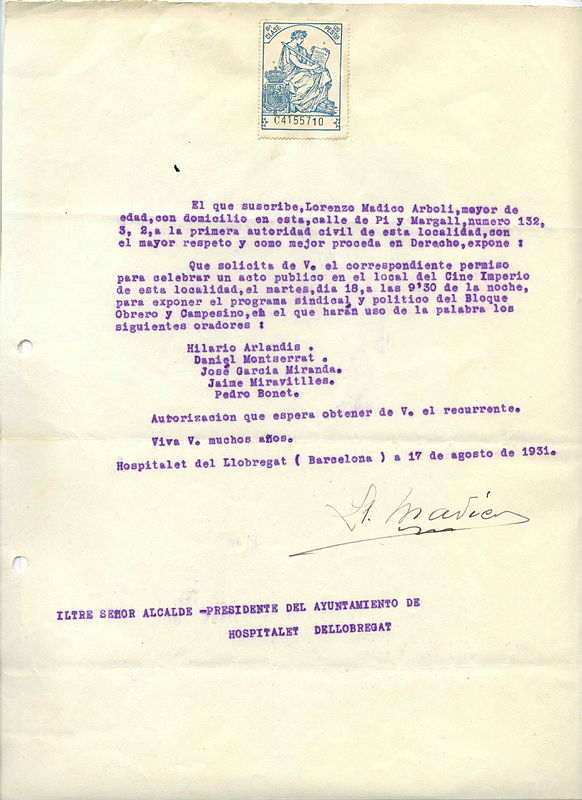 8ª CLASE
PESETAS
C4155710
El que suscribe,Lorenzo Madico Arboli,mayor de
edad,con domicilio en esta,calle de Pi y Margall,numero 132,
3, 2,a la primera autoridad civil de esta localidad,con
el mayor respeto y como mejor proceda en Derecho,expone :
Que solicita de V. el correspondiente permiso
para celebrar un acto publico en el local del Cine Imperio
de esta localidad,el martes,dia 18,a las 9'30 de la noche,
para exponer el programa sindical y politico del Bloque
Obrero y Campesino,en el que harán uso de la palabra los
siguientes oradores :
Hilario Arlandis .
Daniel Montserrat .
José Garcia Miranda.
Jaime Miravitlles.
Pedro Bonet.
Autorizacion que espera obtener de V. el recurrente.
Viva V. muchos años.
Hospitalet del Llobregat ( Barcelona ) a 17 de agosto de 1931.
Ll. Madico
ILTRE SEÑOR ALCALDE -PRESIDENTE DEL AYUNTAMIENTO DE
HOSPITALET DELLOBREGAT